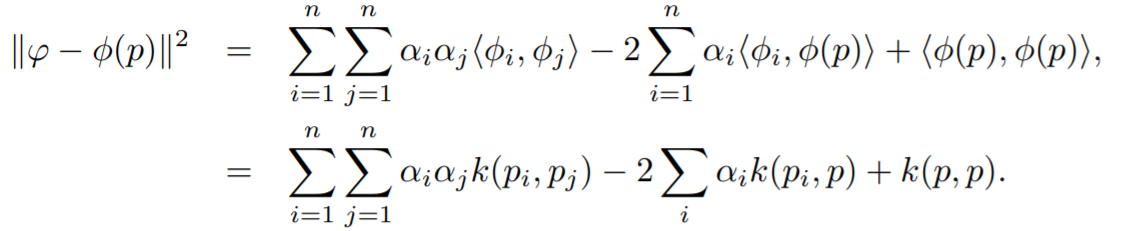 ‖φ − ϕ(p)‖² = ∑_{i=1}^{n} ∑_{j=1}^{n} α_i α_j ⟨ϕ_i, ϕ_j⟩ − 2 ∑_{i=1}^{n} α_i ⟨ϕ_i, ϕ(p)⟩ + ⟨ϕ(p), ϕ(p)⟩,
= ∑_{i=1}^{n} ∑_{j=1}^{n} α_i α_j k(p_i, p_j) − 2 ∑_{i} α_i k(p_i, p) + k(p, p).